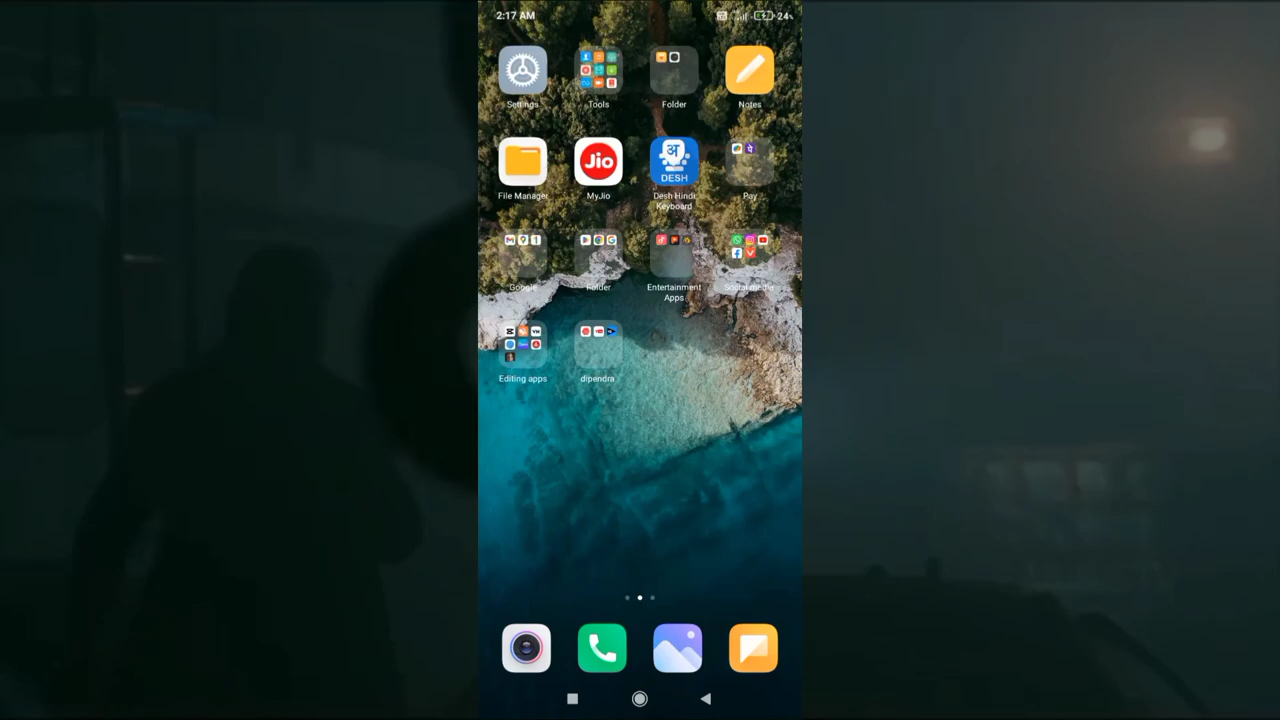 2:17 AM 24%
Settings Tools Folder Notes
Jio
अ
DESH
File Manager MyJio Desh Hindi Pay
Keyboard
Google Folder Entertainment Social media
Apps
Editing apps dipendra